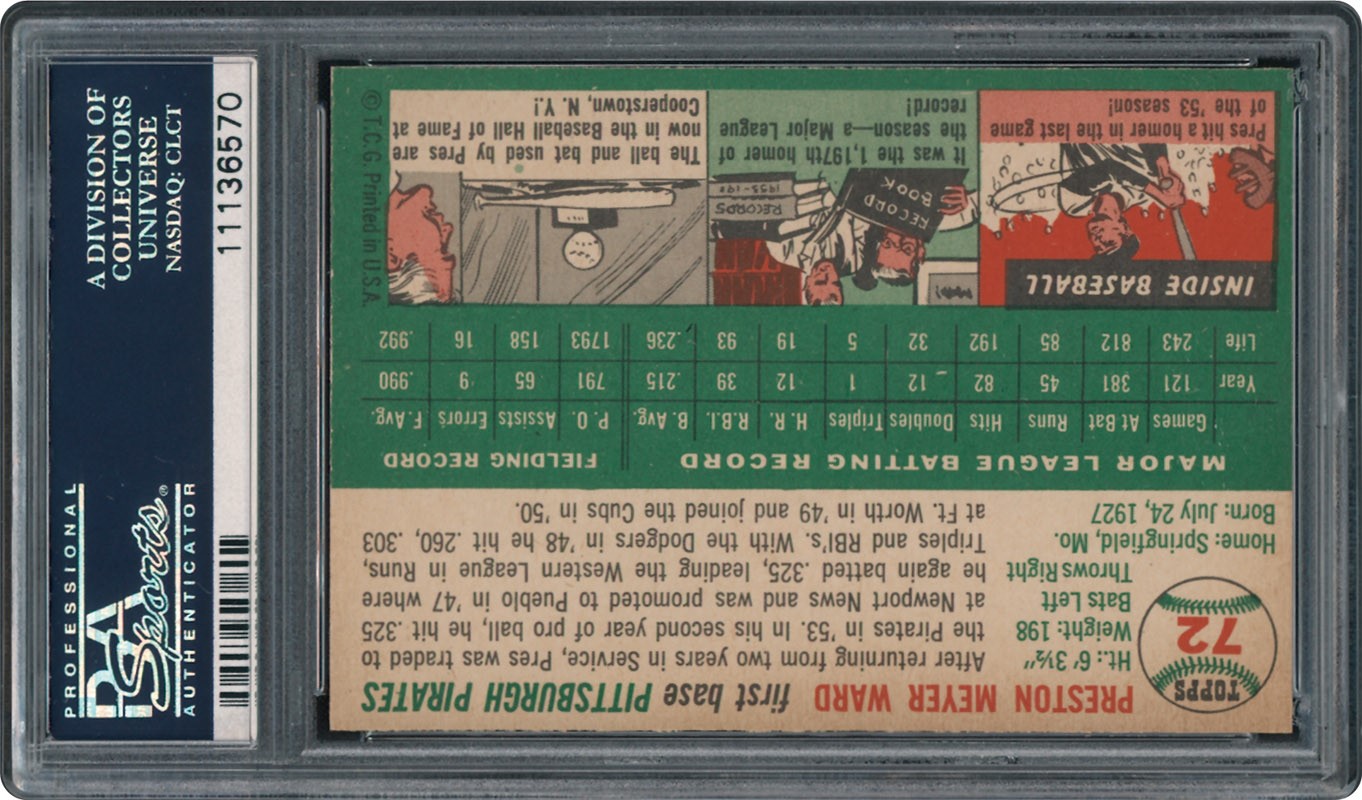 A DIVISION OF
COLLECTORS
UNIVERSE
NASDAQ: CLCT
11136570
PROFESSIONAL
PSA
Sports®
AUTHENTICATOR
TOPPS
72
PRESTON MEYER WARD first base PITTSBURGH PIRATES
Ht.: 6' 3½"
Weight: 198
Bats Left
Throws Right
Home: Springfield, Mo.
Born: July 24, 1927
After returning from two years in Service, Pres was traded to
the Pirates in '53. In his second year of pro ball, he hit .325
at Newport News and was promoted to Pueblo in '47 where
he again batted .325, leading the Western League in Runs,
Triples and RBI's. With the Dodgers in '48 he hit .260, .303
at Ft. Worth in '49 and joined the Cubs in '50.
MAJOR LEAGUE BATTING RECORD FIELDING RECORD
Games At Bat Runs Hits Doubles Triples H. R. R.B.I. B. Avg. P. O. Assists Errors F. Avg.
Year 121 381 45 82 12 1 12 39 .215 791 65 9 .990
Life 243 812 85 192 32 5 19 93 .236 1793 158 16 .992
INSIDE BASEBALL
Pres hit a homer in the last game
of the '53 season!
RECORD
BOOK
RECORDS
It was the 1,197th homer of
the season—a Major League
record!
The ball and bat used by Pres are
now in the Baseball Hall of Fame at
Cooperstown, N. Y.!
© T.C.G. Printed in U.S.A.